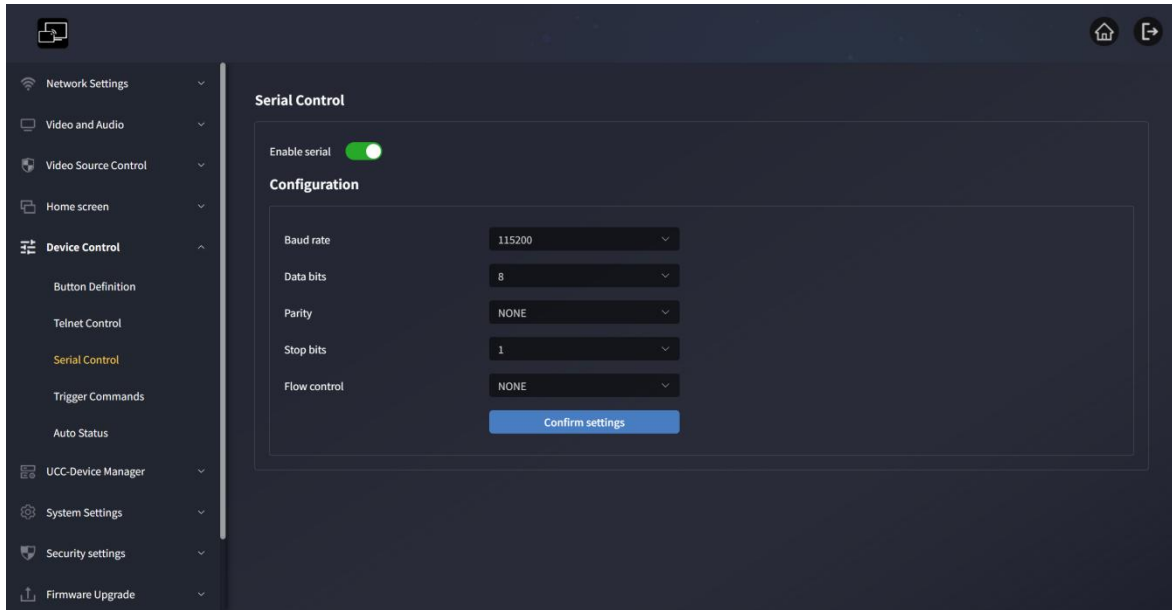 Network Settings
Video and Audio
Video Source Control
Home screen
Device Control
Button Definition
Telnet Control
Serial Control
Trigger Commands
Auto Status
UCC-Device Manager
System Settings
Security settings
Firmware Upgrade
Serial Control
Enable serial
Configuration
Baud rate 115200
Data bits 8
Parity NONE
Stop bits 1
Flow control NONE
Confirm settings